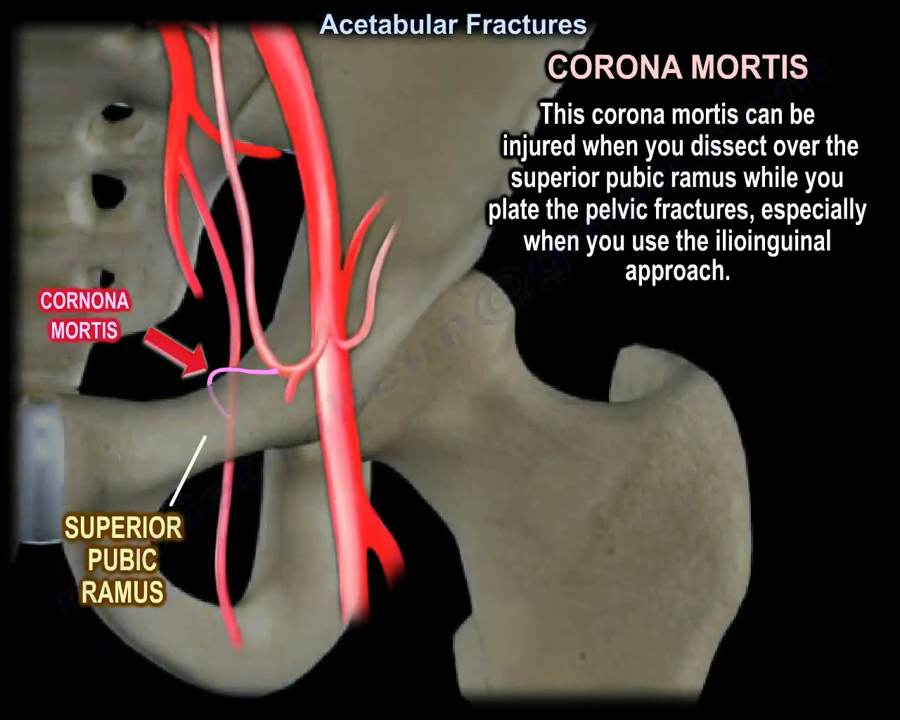 Acetabular Fractures
CORONA MORTIS
This corona mortis can be
injured when you dissect over the
superior pubic ramus while you
plate the pelvic fractures, especially
when you use the ilioinguinal
approach.
CORNONA
MORTIS
SUPERIOR
PUBIC
RAMUS